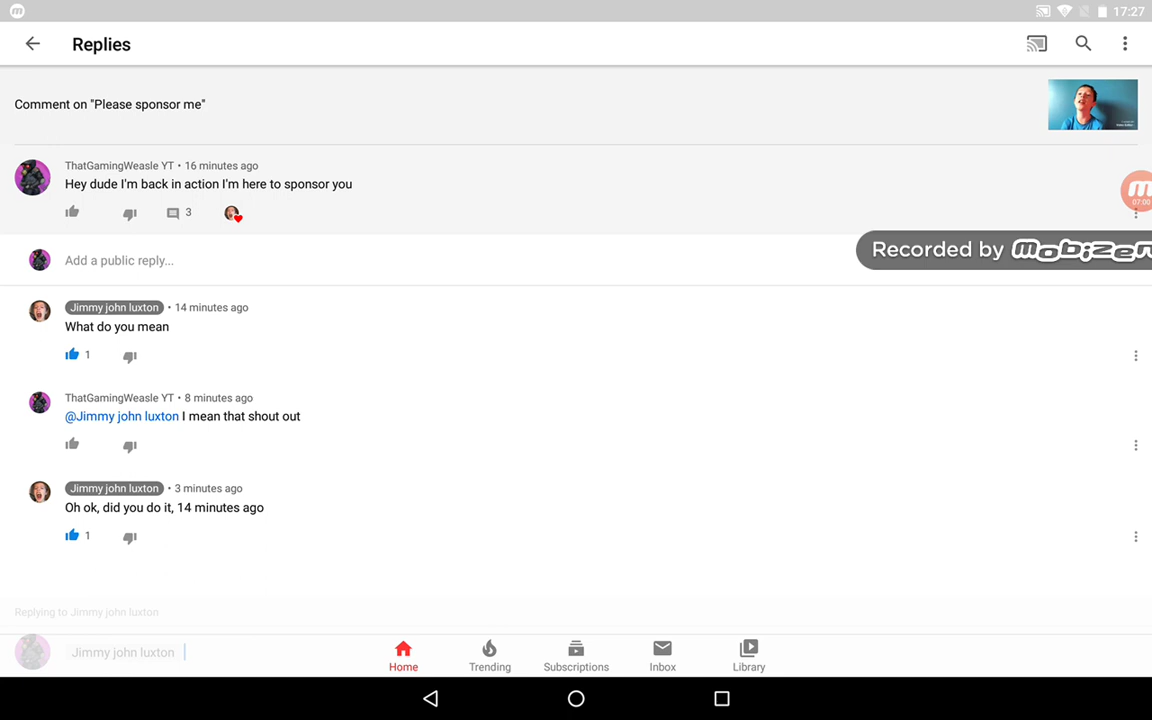 17:27
Replies
Comment on "Please sponsor me"
ThatGamingWeasle YT • 16 minutes ago
Hey dude I'm back in action I'm here to sponsor you
3
07:00
Add a public reply...
Recorded by mobizen
Jimmy john luxton • 14 minutes ago
What do you mean
1
ThatGamingWeasle YT • 8 minutes ago
@Jimmy john luxton I mean that shout out
Jimmy john luxton • 3 minutes ago
Oh ok, did you do it, 14 minutes ago
1
Replying to Jimmy john luxton
Jimmy john luxton
Home Trending Subscriptions Inbox Library